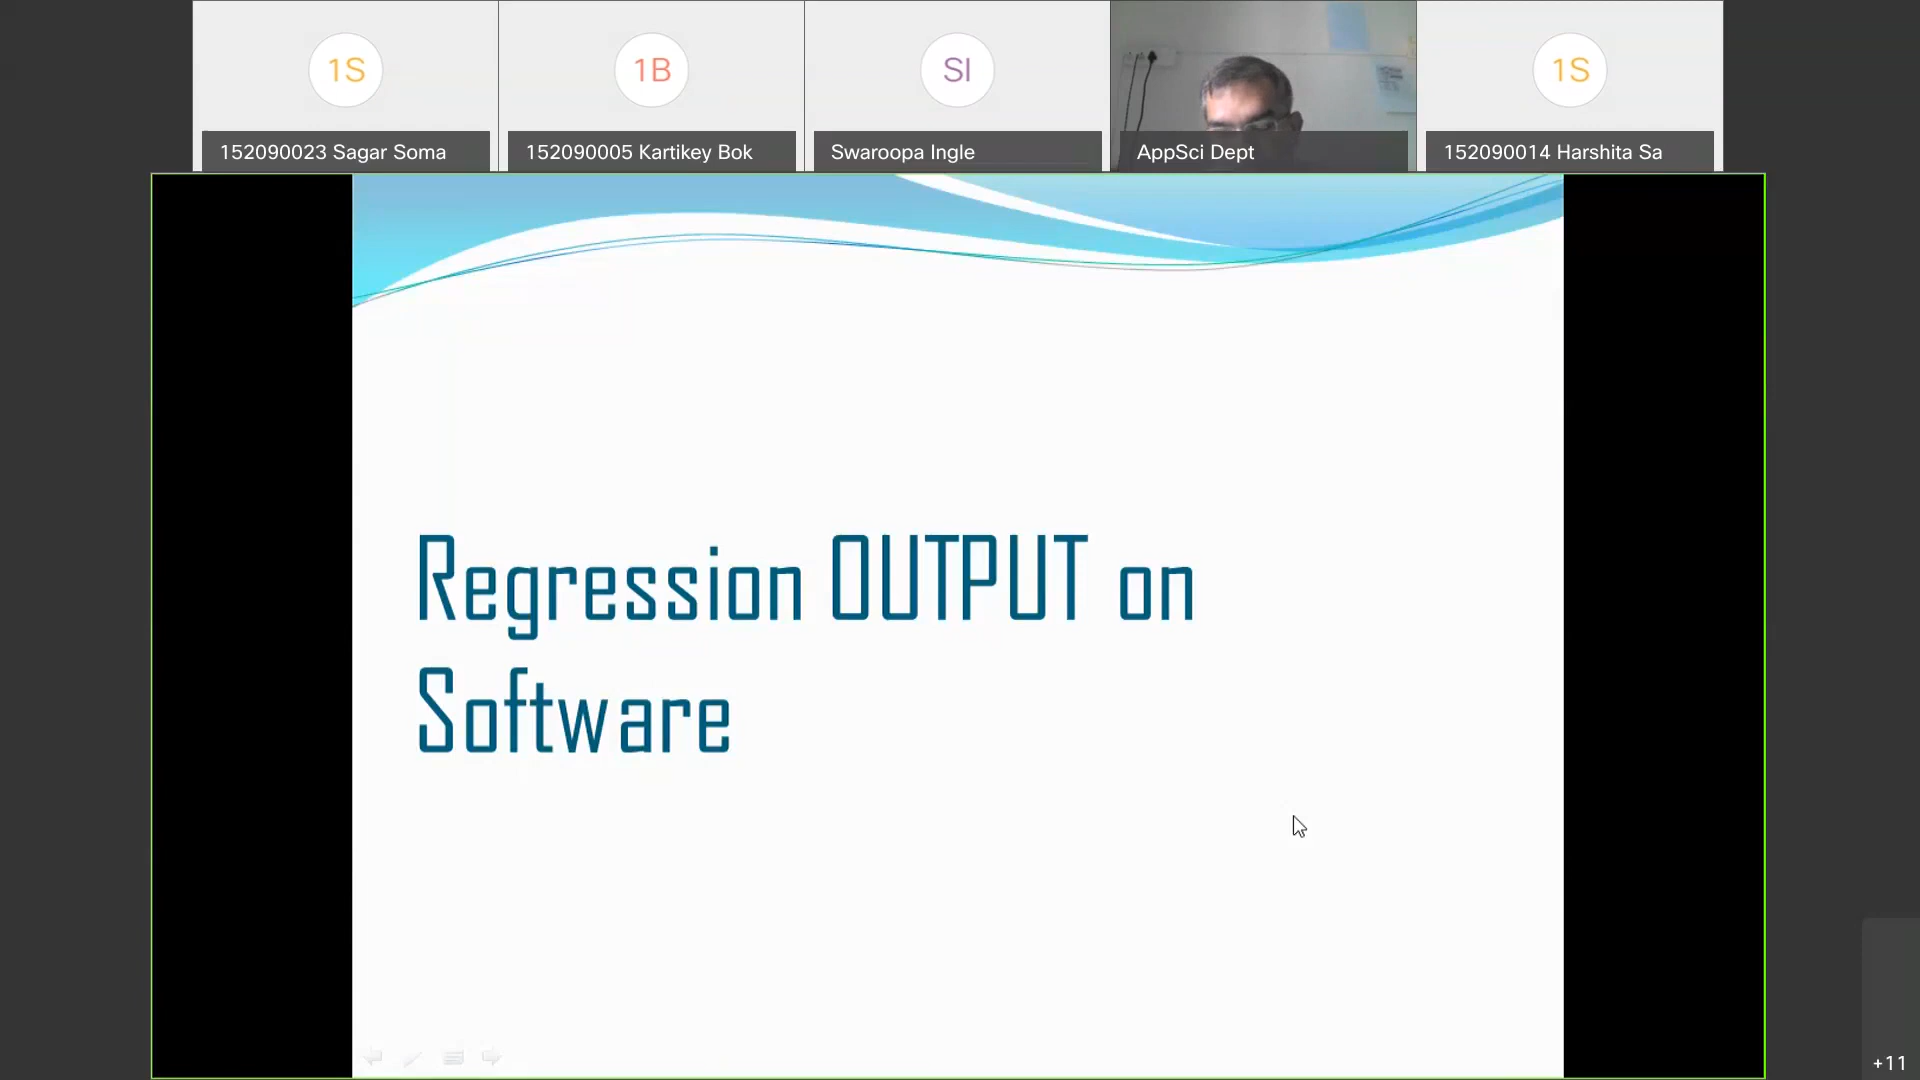 1S
1B
SI
1S
152090023 Sagar Soma
152090005 Kartikey Bok
Swaroopa Ingle
AppSci Dept
152090014 Harshita Sa
Regression OUTPUT on
Software
+11